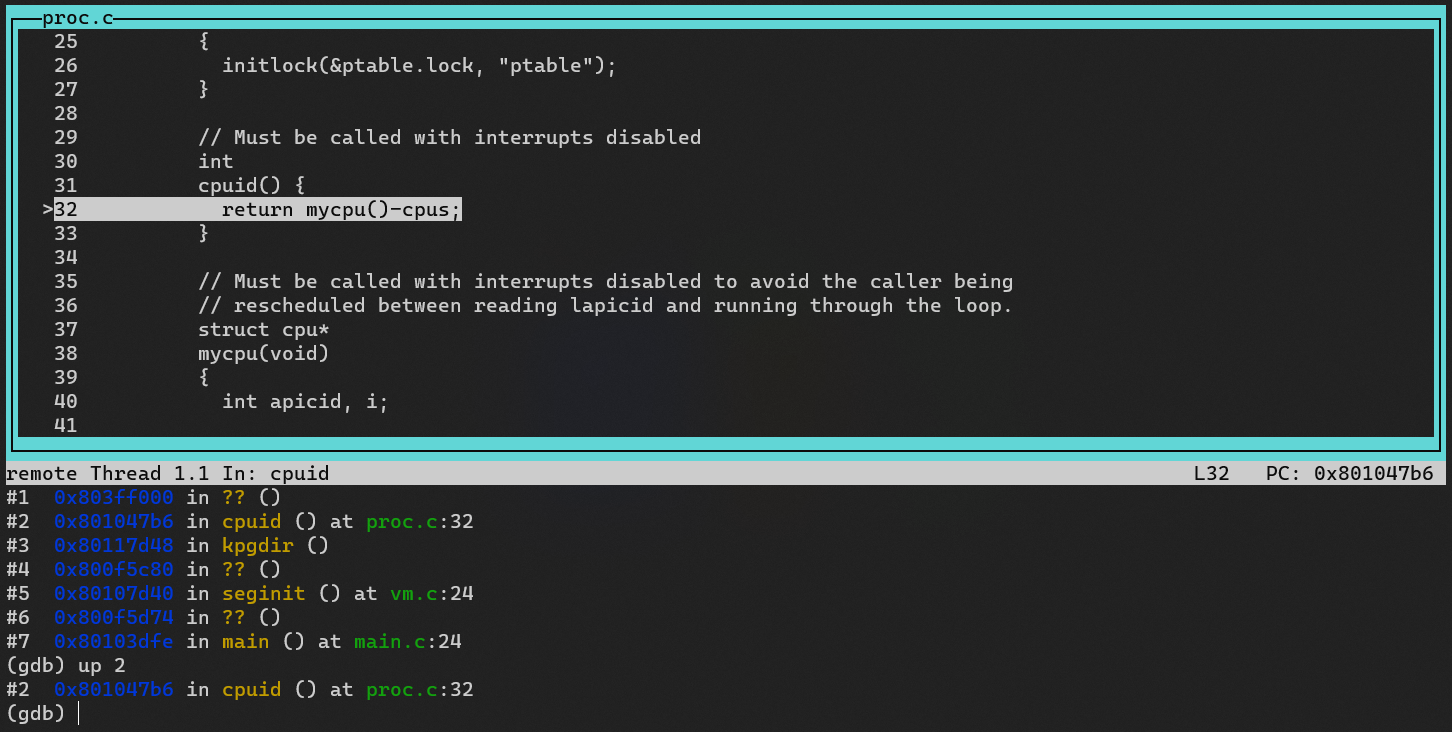 proc.c
25 {
26 initlock(&ptable.lock, "ptable");
27 }
28
29 // Must be called with interrupts disabled
30 int
31 cpuid() {
>32 return mycpu()-cpus;
33 }
34
35 // Must be called with interrupts disabled to avoid the caller being
36 // rescheduled between reading lapicid and running through the loop.
37 struct cpu*
38 mycpu(void)
39 {
40 int apicid, i;
41
remote Thread 1.1 In: cpuid L32 PC: 0x801047b6
#1 0x803ff000 in ?? ()
#2 0x801047b6 in cpuid () at proc.c:32
#3 0x80117d48 in kpgdir ()
#4 0x800f5c80 in ?? ()
#5 0x80107d40 in seginit () at vm.c:24
#6 0x800f5d74 in ?? ()
#7 0x80103dfe in main () at main.c:24
(gdb) up 2
#2 0x801047b6 in cpuid () at proc.c:32
(gdb)